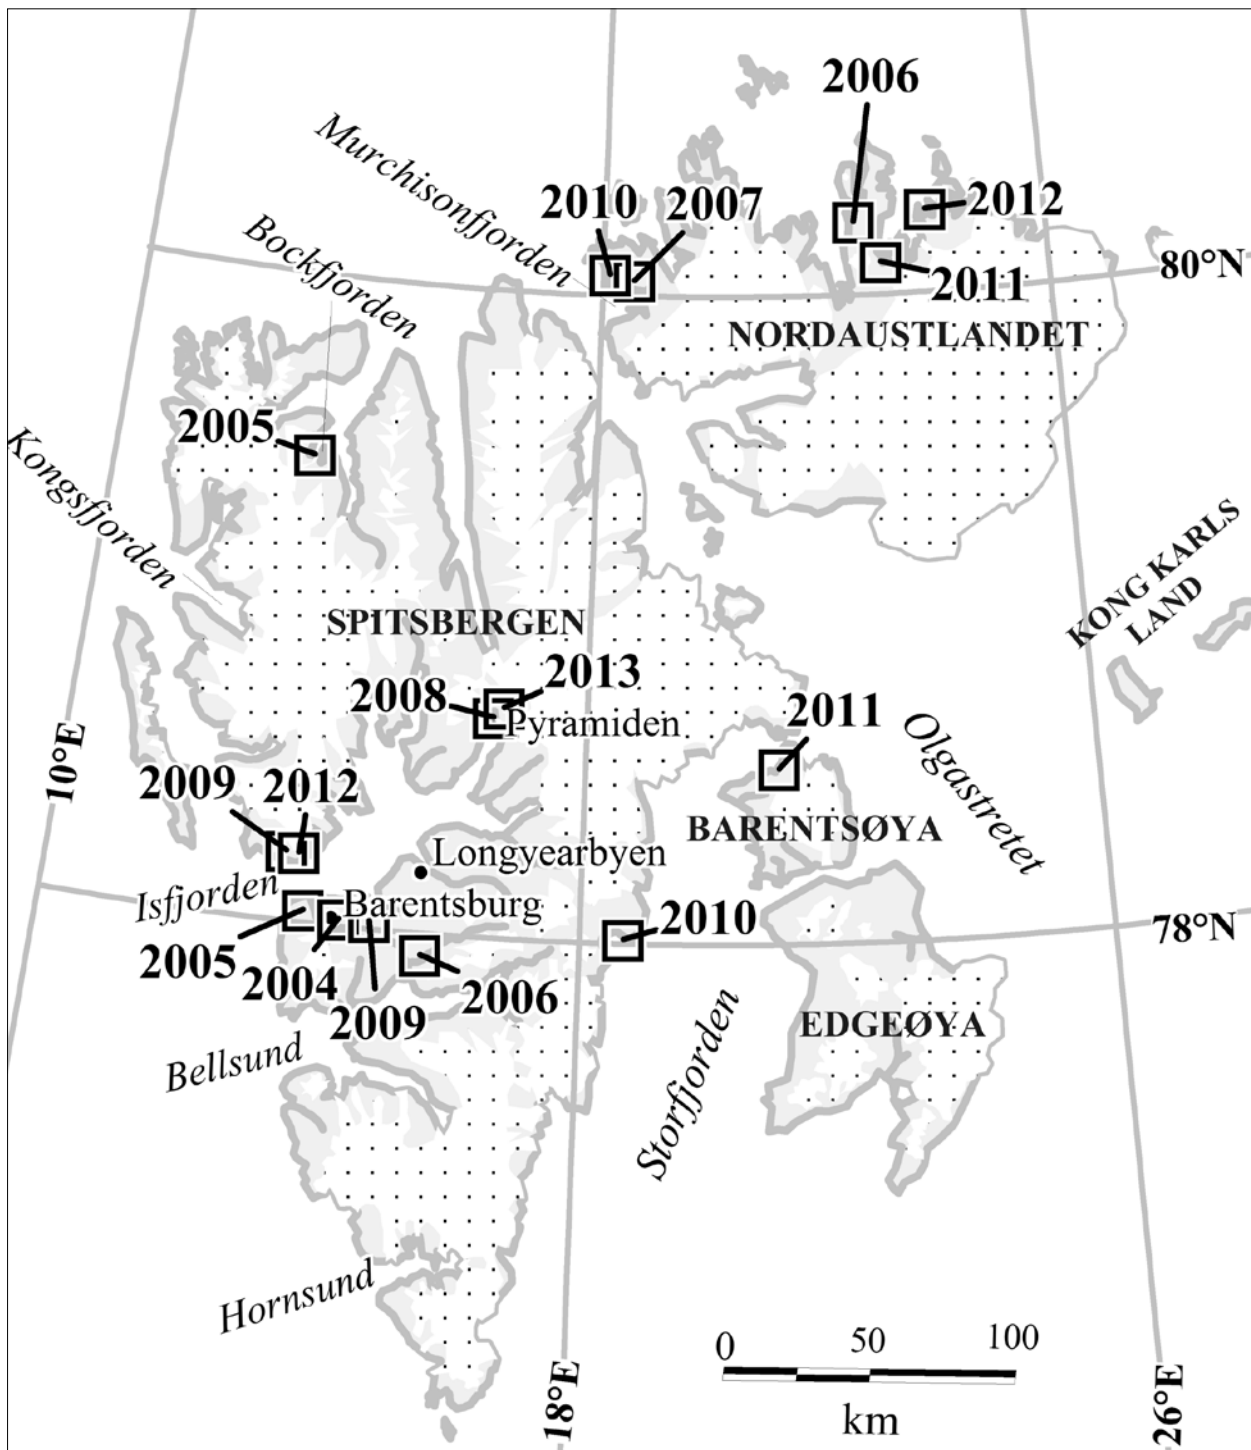 2006
Murchisonfjorden
2010
2007
2012
Bockfjorden
80°N
2011
NORDAUSTLANDET
2005
Kongsfjorden
KONG KARLS
LAND
SPITSBERGEN
2013
2008
Pyramiden
2011
Olgastretet
10°E
2009
2012
BARENTSØYA
Longyearbyen
Isfjorden
Barentsburg
2010
78°N
2005
2004
2006
2009
EDGEØYA
Bellsund
Storfjorden
Hornsund
0 50 100
km
18°E
26°E